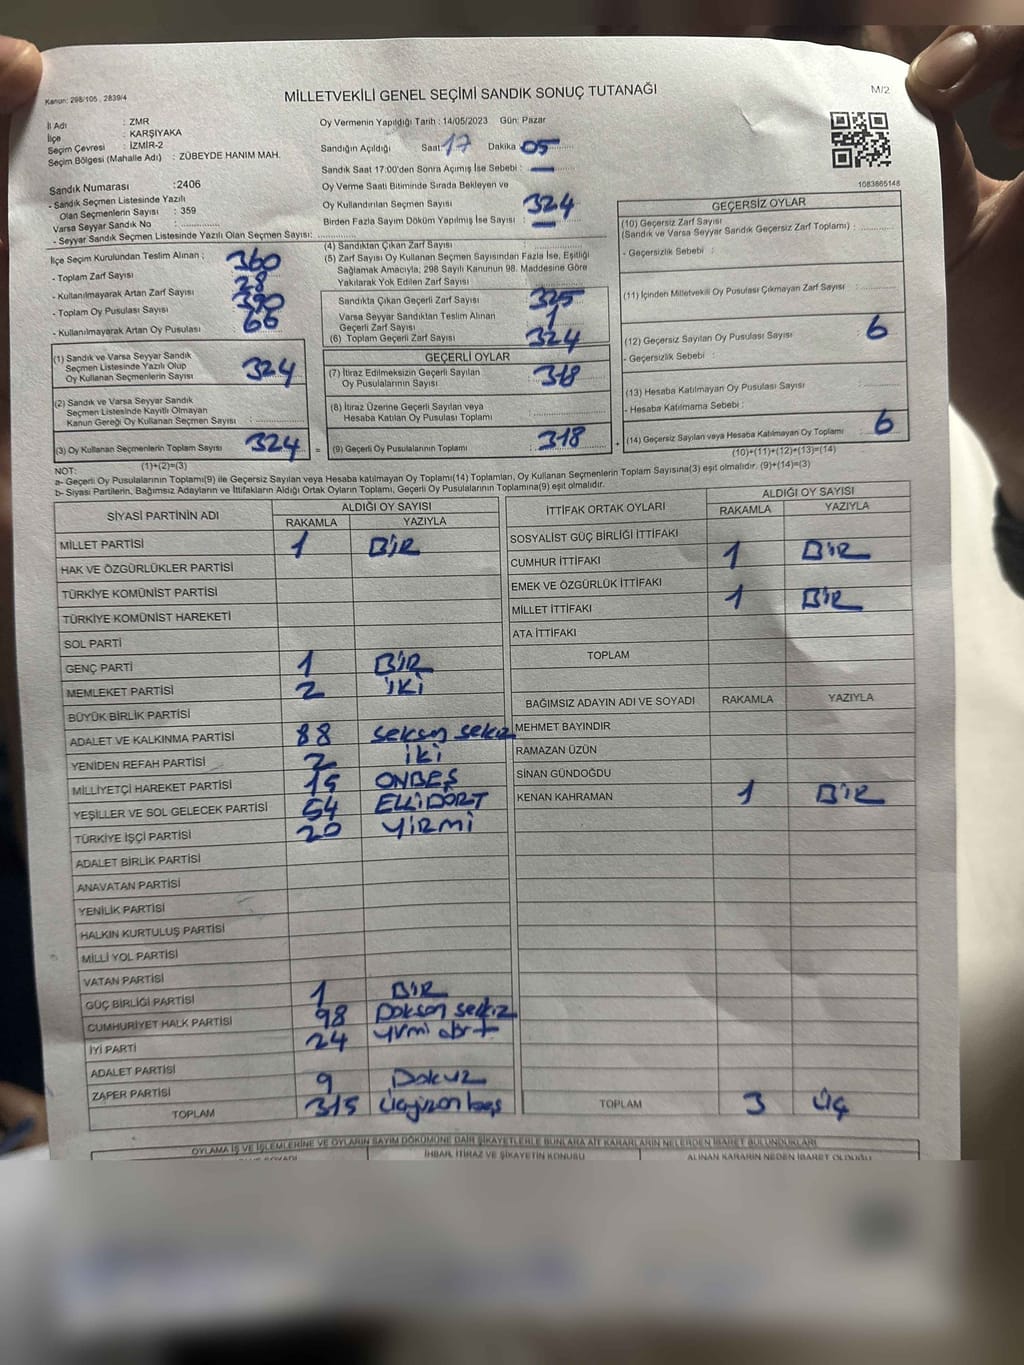 Kanun: 298/105 , 2839/4
MİLLETVEKİLİ GENEL SEÇİMİ SANDIK SONUÇ TUTANAĞI
M/2
İl Adı : ZMR
İlçe : KARŞIYAKA
Seçim Çevresi : İZMİR-2
Seçim Bölgesi (Mahalle Adı) : ZÜBEYDE HANIM MAH.
Sandık Numarası :2406
- Sandık Seçmen Listesinde Yazılı
Olan Seçmenlerin Sayısı : 359
Varsa Seyyar Sandık No :
- Seyyar Sandık Seçmen Listesinde Yazılı Olan Seçmen Sayısı:
Oy Vermenin Yapıldığı Tarih : 14/05/2023 Gün: Pazar
Sandığın Açıldığı Saat 17 Dakika 05
Sandık Saat 17:00'den Sonra Açımış İse Sebebi : —
Oy Verme Saati Bitiminde Sırada Bekleyen ve
Oy Kullandırılan Seçmen Sayısı 324
Birden Fazla Sayım Döküm Yapılmış İse Sayısı : —
1083865148
İlçe Seçim Kurulundan Teslim Alınan ;
- Toplam Zarf Sayısı 360
- Kullanılmayarak Artan Zarf Sayısı 28
- Toplam Oy Pusulası Sayısı 390
- Kullanılmayarak Artan Oy Pusulası 66
(1) Sandık ve Varsa Seyyar Sandık
Seçmen Listesinde Yazılı Olup
Oy Kullanan Seçmenlerin Sayısı 324
(2) Sandık ve Varsa Seyyar Sandık
Seçmen Listesinde Kayıtlı Olmayan
Kanun Gereği Oy Kullanan Seçmen Sayısı :
(3) Oy Kullanan Seçmenlerin Toplam Sayısı 324 =
(1)+(2)=(3)
(4) Sandıktan Çıkan Zarf Sayısı :
(5) Zarf Sayısı Oy Kullanan Seçmen Sayısından Fazla İse, Eşitliği
Sağlamak Amacıyla, 298 Sayılı Kanunun 98. Maddesine Göre
Yakılarak Yok Edilen Zarf Sayısı :
Sandıkta Çıkan Geçerli Zarf Sayısı 325
Varsa Seyyar Sandıktan Teslim Alınan
Geçerli Zarf Sayısı 1
(6) Toplam Geçerli Zarf Sayısı 324
GEÇERLİ OYLAR
(7) İtiraz Edilmeksizin Geçerli Sayılan
Oy Pusulalarının Sayısı 318
(8) İtiraz Üzerine Geçerli Sayılan veya
Hesaba Katılan Oy Pusulası Toplamı
(9) Geçerli Oy Pusulalarının Toplamı : 318 +
GEÇERSİZ OYLAR
(10) Geçersiz Zarf Sayısı
(Sandık ve Varsa Seyyar Sandık Geçersiz Zarf Toplamı) :
- Geçersizlik Sebebi :
(11) İçinden Milletvekili Oy Pusulası Çıkmayan Zarf Sayısı :
(12) Geçersiz Sayılan Oy Pusulası Sayısı 6
- Geçersizlik Sebebi :
(13) Hesaba Katılmayan Oy Pusulası Sayısı :
- Hesaba Katılmama Sebebi :
(14) Geçersiz Sayılan veya Hesaba Katılmayan Oy Toplamı 6
(10)+(11)+(12)+(13)=(14)
NOT:
a- Geçerli Oy Pusulalarının Toplamı(9) ile Geçersiz Sayılan veya Hesaba katılmayan Oy Toplamı(14) Toplamları, Oy Kullanan Seçmenlerin Toplam Sayısına(3) eşit olmalıdır. (9)+(14)=(3)
b- Siyasi Partilerin, Bağımsız Adayların ve İttifakların Aldığı Ortak Oyların Toplamı, Geçerli Oy Pusulalarının Toplamına(9) eşit olmalıdır.
SİYASİ PARTİNİN ADI ALDIĞI OY SAYISI
RAKAMLA YAZIYLA
MİLLET PARTİSİ 1 BİR
HAK VE ÖZGÜRLÜKLER PARTİSİ
TÜRKİYE KOMÜNİST PARTİSİ
TÜRKİYE KOMÜNİST HAREKETİ
SOL PARTİ
GENÇ PARTİ 1 BİR
MEMLEKET PARTİSİ 2 İKİ
BÜYÜK BİRLİK PARTİSİ
ADALET VE KALKINMA PARTİSİ 88 seksen sekiz
YENİDEN REFAH PARTİSİ 2 İKİ
MİLLİYETÇİ HAREKET PARTİSİ 15 ONBEŞ
YEŞİLLER VE SOL GELECEK PARTİSİ 54 ELLİDÖRT
TÜRKİYE İŞÇİ PARTİSİ 20 YİRMİ
ADALET BİRLİK PARTİSİ
ANAVATAN PARTİSİ
YENİLİK PARTİSİ
HALKIN KURTULUŞ PARTİSİ
MİLLİ YOL PARTİSİ
VATAN PARTİSİ
GÜÇ BİRLİĞİ PARTİSİ 1 BİR
CUMHURİYET HALK PARTİSİ 98 Doksan sekiz
İYİ PARTİ 24 yirmi dört
ADALET PARTİSİ
ZAFER PARTİSİ 9 Dokuz
TOPLAM 315 üçyüzonbeş
İTTİFAK ORTAK OYLARI ALDIĞI OY SAYISI
RAKAMLA YAZIYLA
SOSYALİST GÜÇ BİRLİĞİ İTTİFAKI
CUMHUR İTTİFAKI 1 BİR
EMEK VE ÖZGÜRLÜK İTTİFAKI
MİLLET İTTİFAKI 1 BİR
ATA İTTİFAKI
TOPLAM
BAĞIMSIZ ADAYIN ADI VE SOYADI RAKAMLA YAZIYLA
MEHMET BAYINDIR
RAMAZAN ÜZÜN
SİNAN GÜNDOĞDU
KENAN KAHRAMAN 1 BİR
TOPLAM 3 ÜÇ
OYLAMA İŞ VE İŞLEMLERİNE VE OYLARIN SAYIM DÖKÜMÜNE DAİR ŞİKAYETLERLE BUNLARA AİT KARARLARIN NELERDEN İBARET BULUNDUKLARI
İHBAR, İTİRAZ VE ŞİKAYETİN KONUSU ALINAN KARARIN NEDEN İBARET OLDUĞU